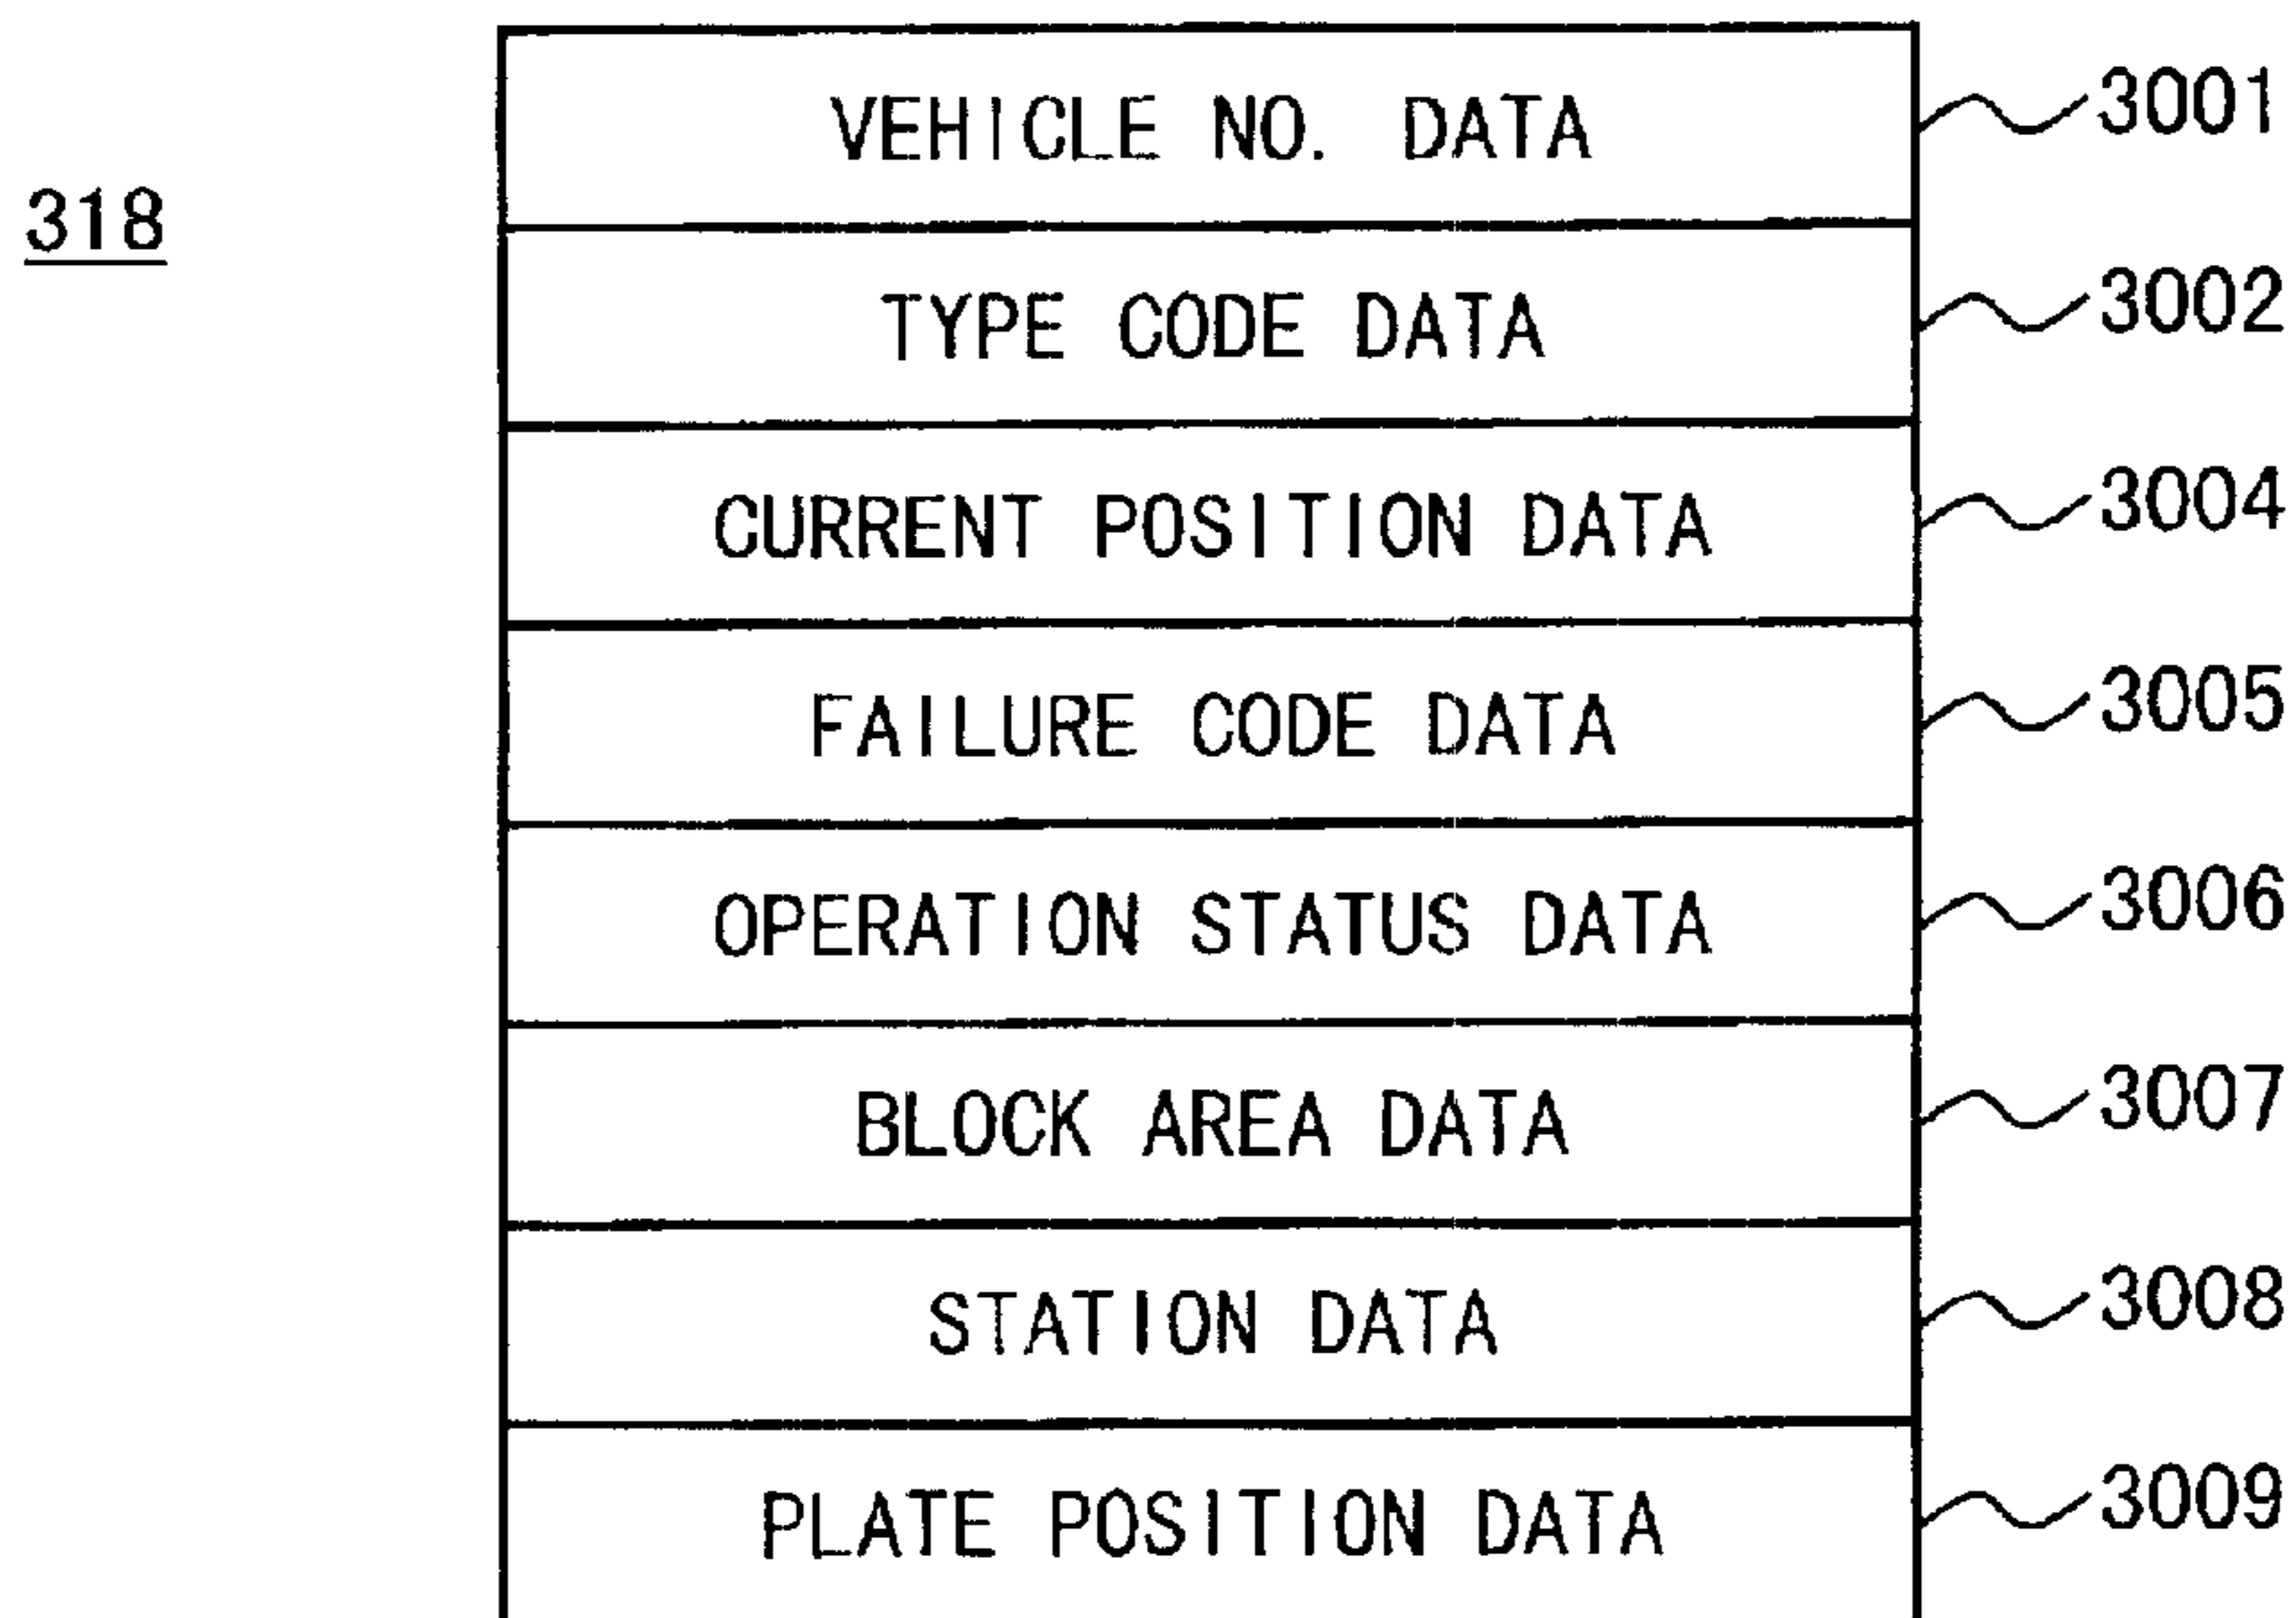 VEHICLE NO. DATA 3001
318
TYPE CODE DATA 3002
CURRENT POSITION DATA 3004
FAILURE CODE DATA 3005
OPERATION STATUS DATA 3006
BLOCK AREA DATA 3007
STATION DATA 3008
PLATE POSITION DATA 3009